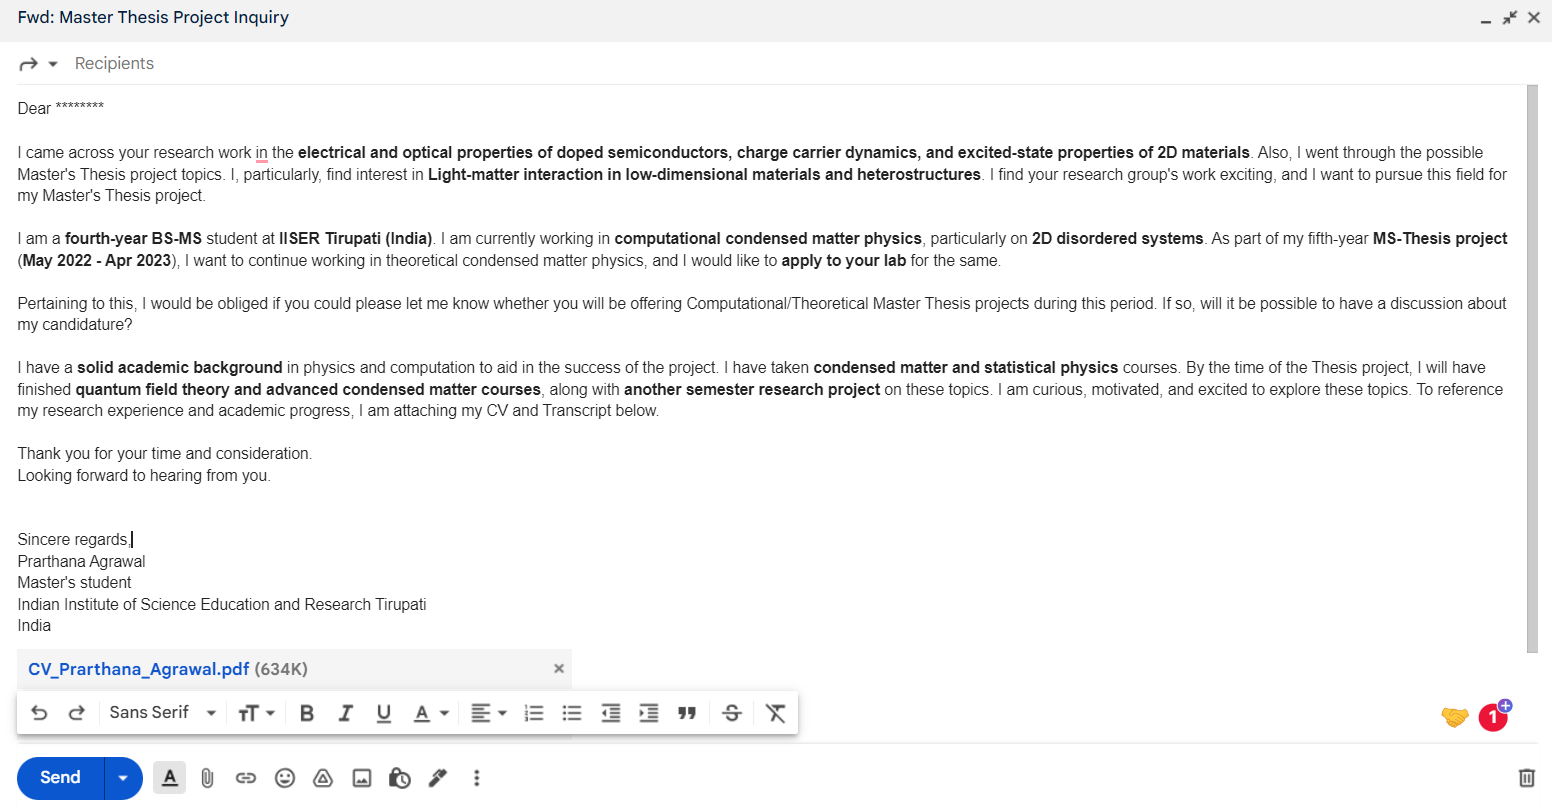 Fwd: Master Thesis Project Inquiry
Recipients
Dear ********
I came across your research work in the electrical and optical properties of doped semiconductors, charge carrier dynamics, and excited-state properties of 2D materials. Also, I went through the possible
Master's Thesis project topics. I, particularly, find interest in Light-matter interaction in low-dimensional materials and heterostructures. I find your research group's work exciting, and I want to pursue this field for
my Master's Thesis project.
I am a fourth-year BS-MS student at IISER Tirupati (India). I am currently working in computational condensed matter physics, particularly on 2D disordered systems. As part of my fifth-year MS-Thesis project
(May 2022 - Apr 2023), I want to continue working in theoretical condensed matter physics, and I would like to apply to your lab for the same.
Pertaining to this, I would be obliged if you could please let me know whether you will be offering Computational/Theoretical Master Thesis projects during this period. If so, will it be possible to have a discussion about
my candidature?
I have a solid academic background in physics and computation to aid in the success of the project. I have taken condensed matter and statistical physics courses. By the time of the Thesis project, I will have
finished quantum field theory and advanced condensed matter courses, along with another semester research project on these topics. I am curious, motivated, and excited to explore these topics. To reference
my research experience and academic progress, I am attaching my CV and Transcript below.
Thank you for your time and consideration.
Looking forward to hearing from you.
Sincere regards,
Prarthana Agrawal
Master's student
Indian Institute of Science Education and Research Tirupati
India
CV_Prarthana_Agrawal.pdf (634K)
Sans Serif
1
Send